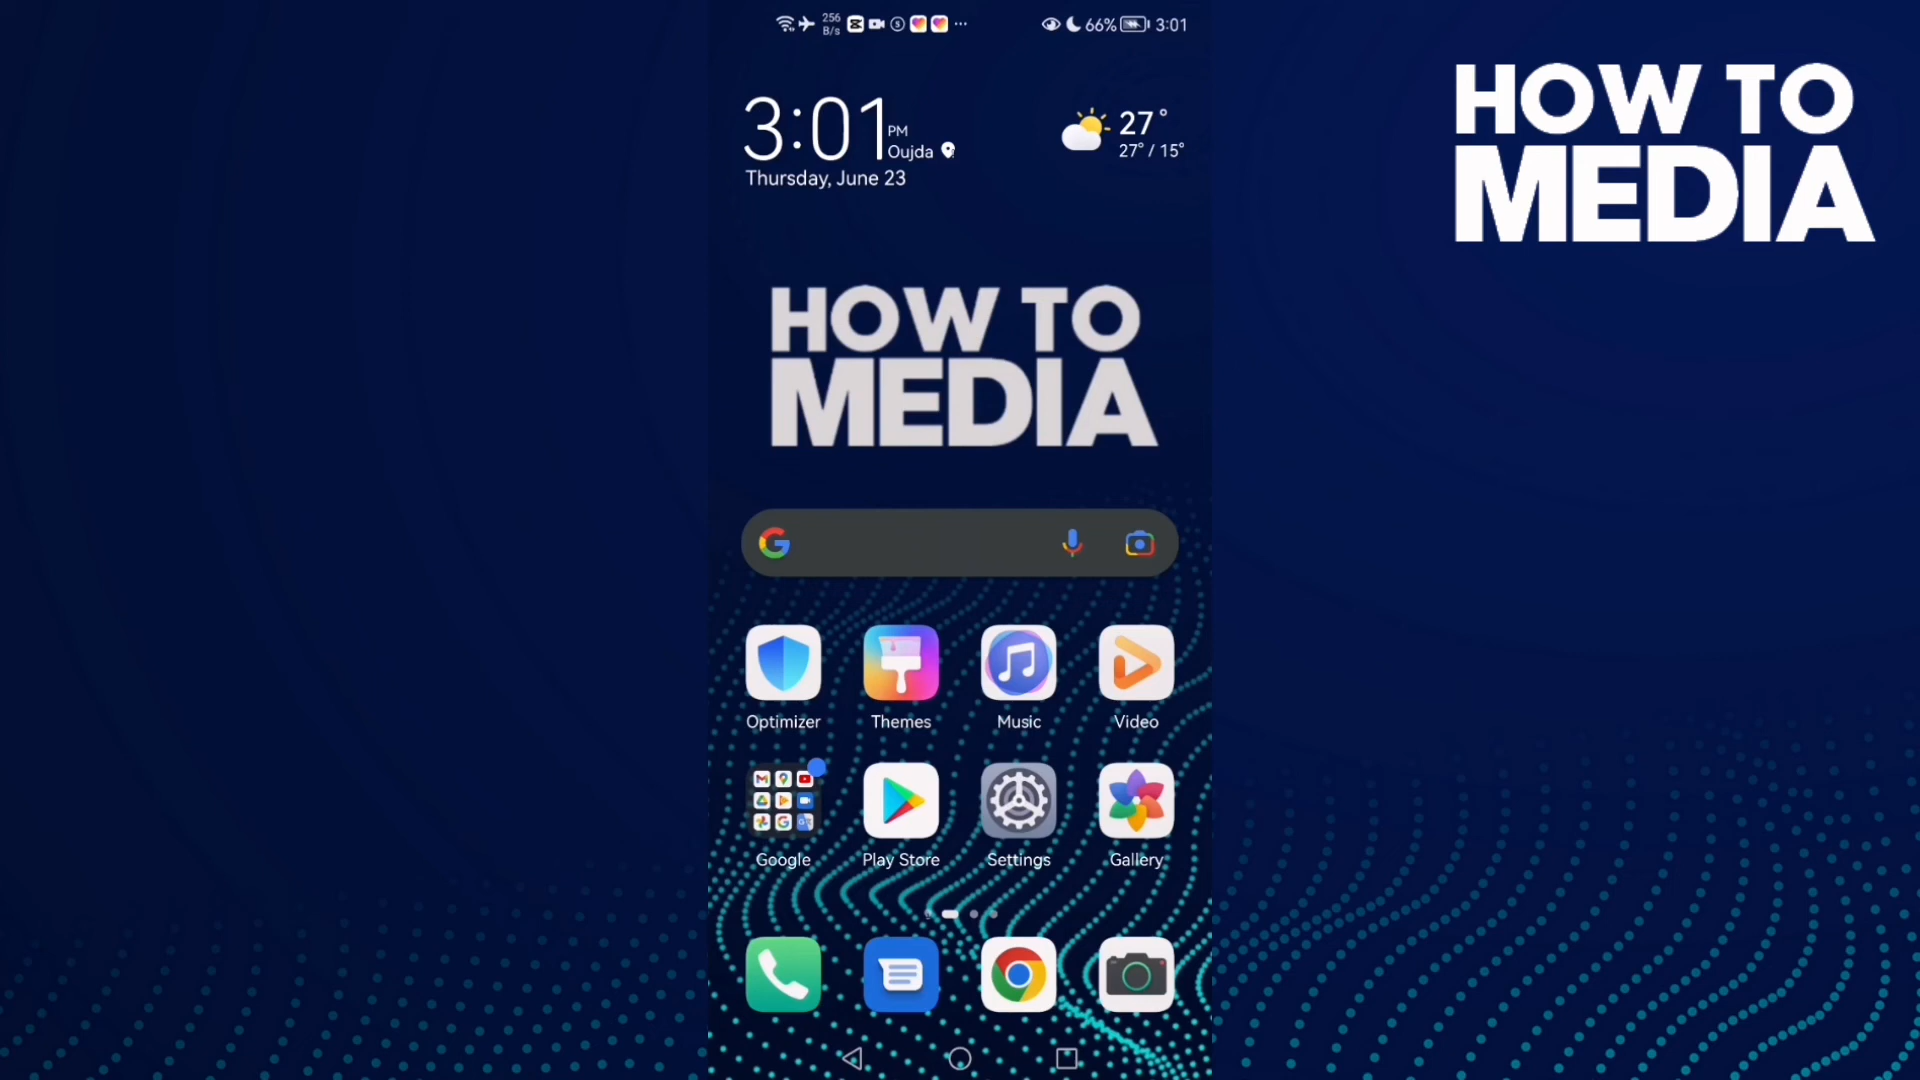 256
B/s
66%
3:01
3:01
PM
Oujda
Thursday, June 23
27°
27° / 15°
HOW TO
MEDIA
HOW TO
MEDIA
Optimizer
Themes
Music
Video
Google
Play Store
Settings
Gallery